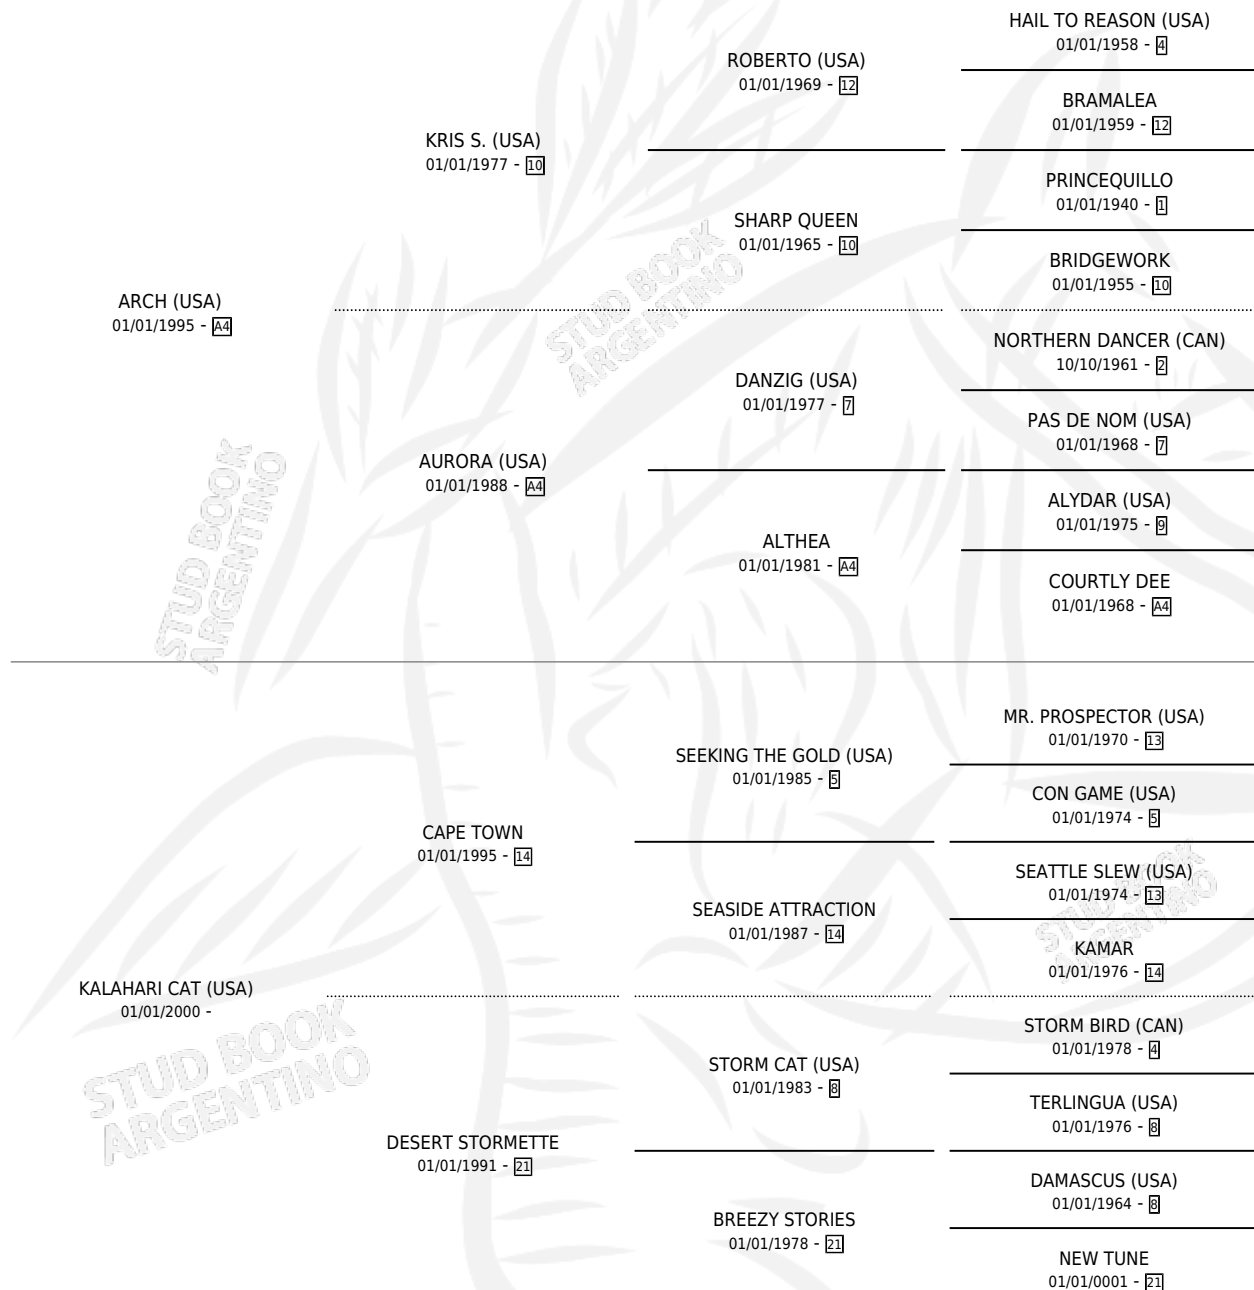 HAIL TO REASON (USA)
01/01/1958 - 4
ROBERTO (USA)
01/01/1969 - 12
BRAMALEA
01/01/1959 - 12
KRIS S. (USA)
01/01/1977 - 10
PRINCEQUILLO
01/01/1940 - 1
SHARP QUEEN
01/01/1965 - 10
BRIDGEWORK
01/01/1955 - 10
ARCH (USA)
01/01/1995 - A4
NORTHERN DANCER (CAN)
10/10/1961 - 2
DANZIG (USA)
01/01/1977 - 7
PAS DE NOM (USA)
01/01/1968 - 7
AURORA (USA)
01/01/1988 - A4
ALYDAR (USA)
01/01/1975 - 9
ALTHEA
01/01/1981 - A4
COURTLY DEE
01/01/1968 - A4
MR. PROSPECTOR (USA)
01/01/1970 - 13
SEEKING THE GOLD (USA)
01/01/1985 - 5
CON GAME (USA)
01/01/1974 - 5
CAPE TOWN
01/01/1995 - 14
SEATTLE SLEW (USA)
01/01/1974 - 13
SEASIDE ATTRACTION
01/01/1987 - 14
KAMAR
01/01/1976 - 14
KALAHARI CAT (USA)
01/01/2000 -
STORM BIRD (CAN)
01/01/1978 - 4
STORM CAT (USA)
01/01/1983 - 8
TERLINGUA (USA)
01/01/1976 - 8
DESERT STORMETTE
01/01/1991 - 21
DAMASCUS (USA)
01/01/1964 - 8
BREEZY STORIES
01/01/1978 - 21
NEW TUNE
01/01/0001 - 21
STUD BOOK
ARGENTINO
STUD BOOK
ARGENTINO
STUD BOOK
ARGENTINO
STUD BOOK
ARGENTINO